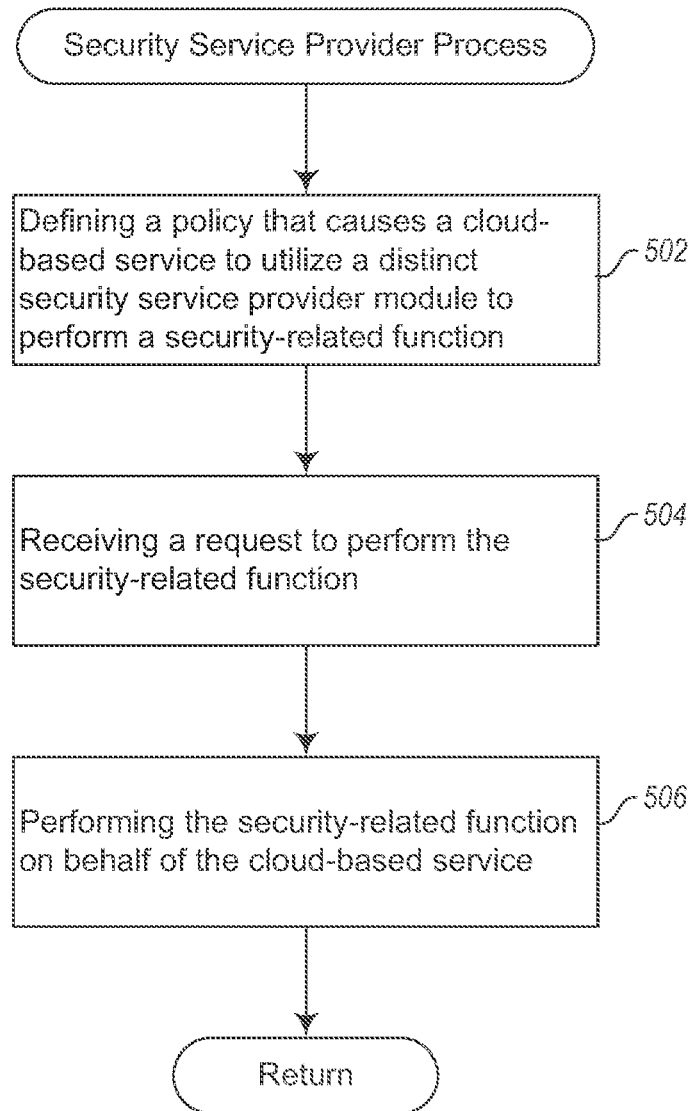 Security Service Provider Process
Defining a policy that causes a cloud-
based service to utilize a distinct
security service provider module to
perform a security-related function
502
Receiving a request to perform the
security-related function
504
Performing the security-related function
on behalf of the cloud-based service
506
Return